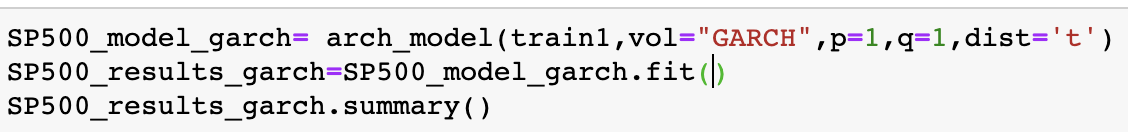 SP500_model_garch= arch_model(train1,vol="GARCH",p=1,q=1,dist='t')
SP500_results_garch=SP500_model_garch.fit()
SP500_results_garch.summary()